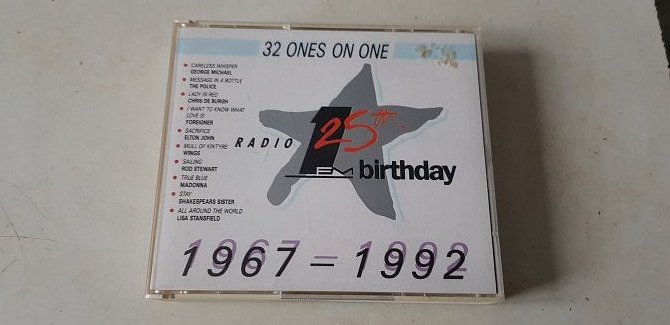 32 ONES ON ONE
CARELESS WHISPER
GEORGE MICHAEL
MESSAGE IN A BOTTLE
THE POLICE
LADY IN RED
CHRIS DE BURGH
I WANT TO KNOW WHAT
LOVE IS
FOREIGNER
SACRIFICE
ELTON JOHN
MULL OF KINTYRE
WINGS
SAILING
ROD STEWART
TRUE BLUE
MADONNA
STAY
SHAKESPEARS SISTER
ALL AROUND THE WORLD
LISA STANSFIELD
RADIO 1 25th
FM birthday
1967 – 1992